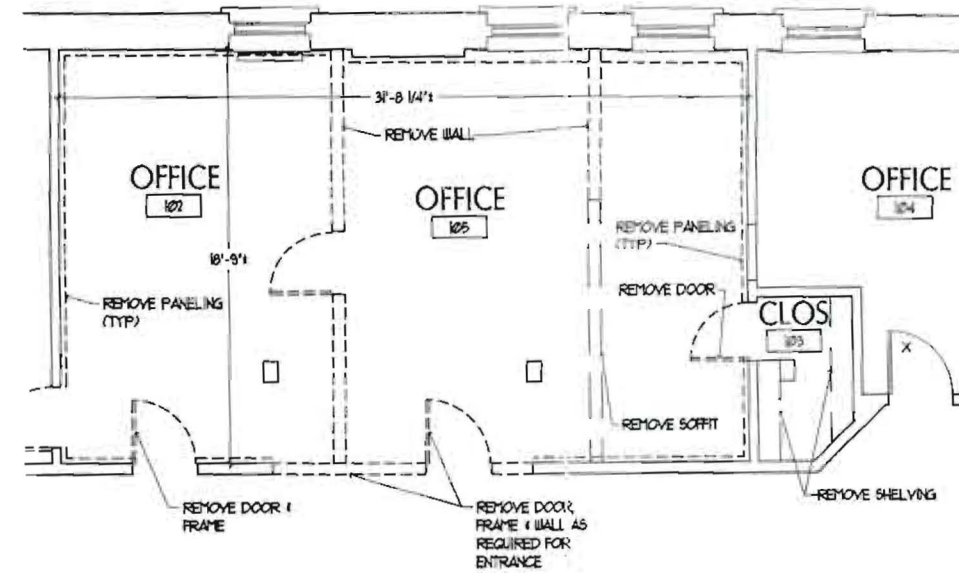 31'-8 1/4"±
REMOVE WALL
OFFICE
102
OFFICE
105
OFFICE
104
REMOVE PANELING
(TYP)
18'-9"±
REMOVE DOOR
REMOVE PANELING
(TYP)
CLOS
103
X
REMOVE SOFFIT
REMOVE SHELVING
REMOVE DOOR &
FRAME
REMOVE DOOR,
FRAME & WALL AS
REQUIRED FOR
ENTRANCE